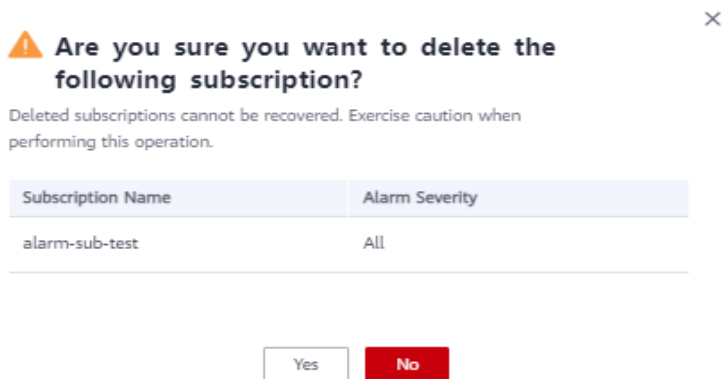 Are you sure you want to delete the
following subscription?
Deleted subscriptions cannot be recovered. Exercise caution when
performing this operation.
Subscription Name Alarm Severity
alarm-sub-test All
Yes No